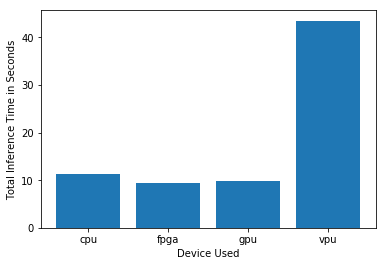 Total Inference Time in Seconds
40
30
20
10
0
cpu fpga gpu vpu
Device Used